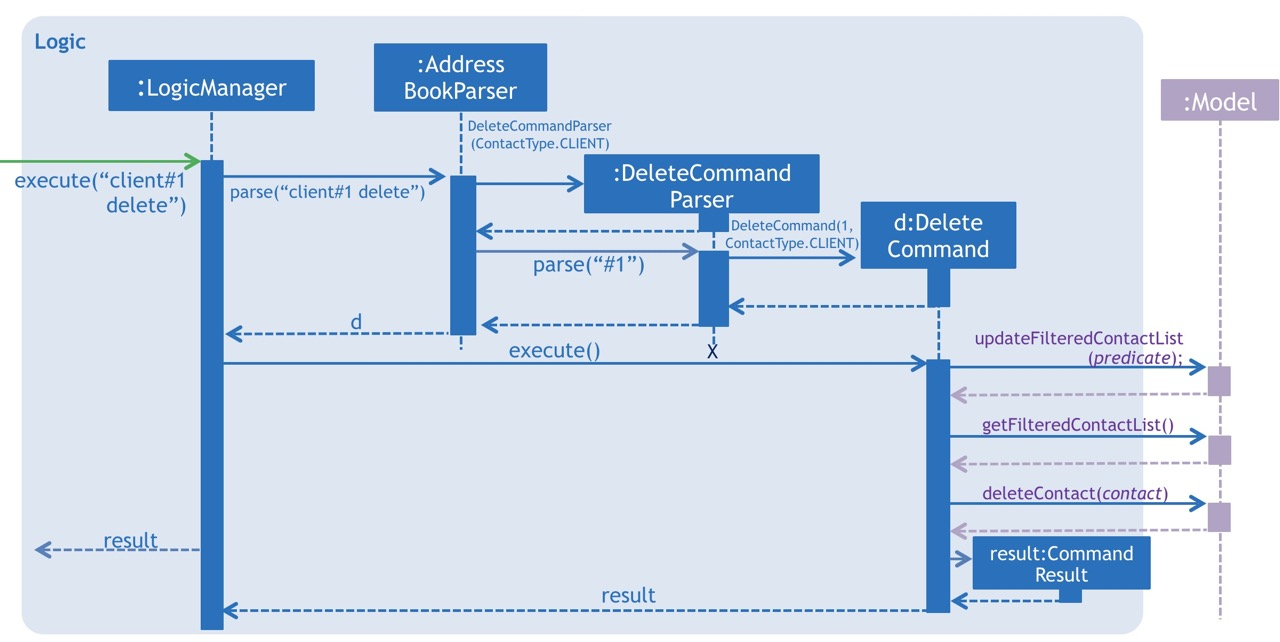 Logic
:LogicManager
:Address
BookParser
:Model
DeleteCommandParser
(ContactType.CLIENT)
execute(“client#1
delete”)
parse(“client#1 delete”)
:DeleteCommand
Parser
DeleteCommand(1,
ContactType.CLIENT)
d:Delete
Command
parse(“#1”)
d
X
execute()
updateFilteredContactList
(predicate);
getFilteredContactList()
deleteContact(contact)
result
result:Command
Result
result